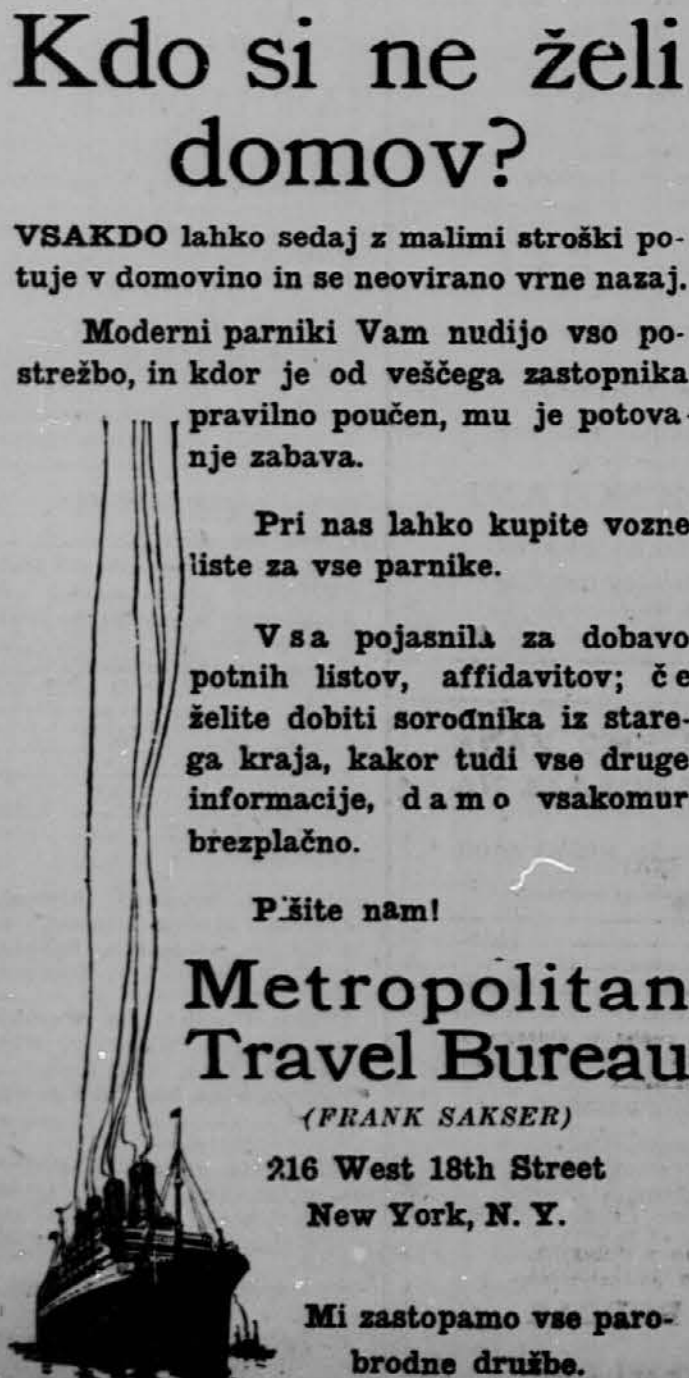 Kdo si ne želi
domov?
VSAKDO lahko sedaj z malimi stroški po-
tuje v domovino in se neovirano vrne nazaj.
Moderni parniki Vam nudijo vso po-
strežbo, in kdor je od veščega zastopnika
pravilno poučen, mu je potova-
nje zabava.
Pri nas lahko kupite vozne
liste za vse parnike.
Vsa pojasnila za dobavo
potnih listov, affidavitov; če
želite dobiti sorodnika iz stare-
ga kraja, kakor tudi vse druge
informacije, damo vsakomur
brezplačno.
Pišite nam!
Metropolitan
Travel Bureau
(FRANK SAKSER)
216 West 18th Street
New York, N. Y.
Mi zastopamo vse paro-
brodne družbe.